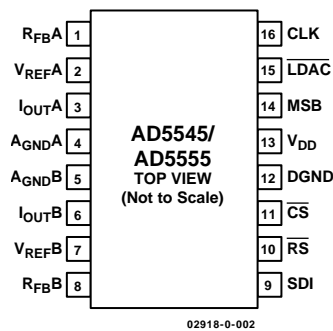 RFBA 1
VREFA 2
IOUTA 3
AGNDA 4
AGNDB 5
IOUTB 6
VREFB 7
RFBB 8
AD5545/
AD5555
TOP VIEW
(Not to Scale)
16 CLK
15 LDAC
14 MSB
13 VDD
12 DGND
11 CS
10 RS
9 SDI
02918-0-002